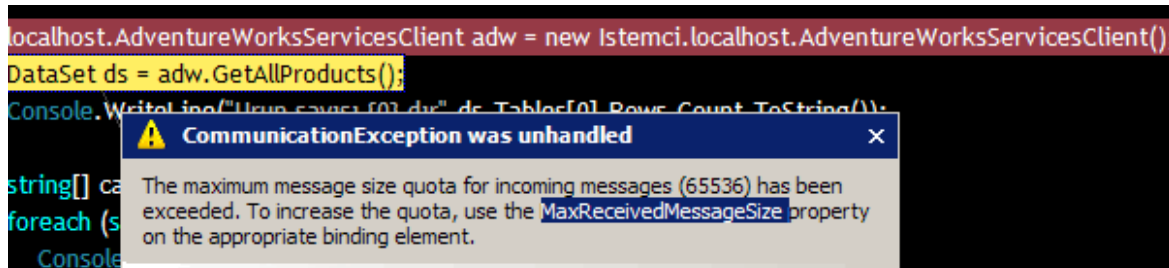 localhost.AdventureWorksServicesClient adw = new Istemci.localhost.AdventureWorksServicesClient()
DataSet ds = adw.GetAllProducts();
Console.WriteLine("Urun sayısı {0} dır" ds.Tables[0].Rows.Count.ToString());
CommunicationException was unhandled
string[] ca
The maximum message size quota for incoming messages (65536) has been
foreach (s
exceeded. To increase the quota, use the MaxReceivedMessageSize property
on the appropriate binding element.
Console